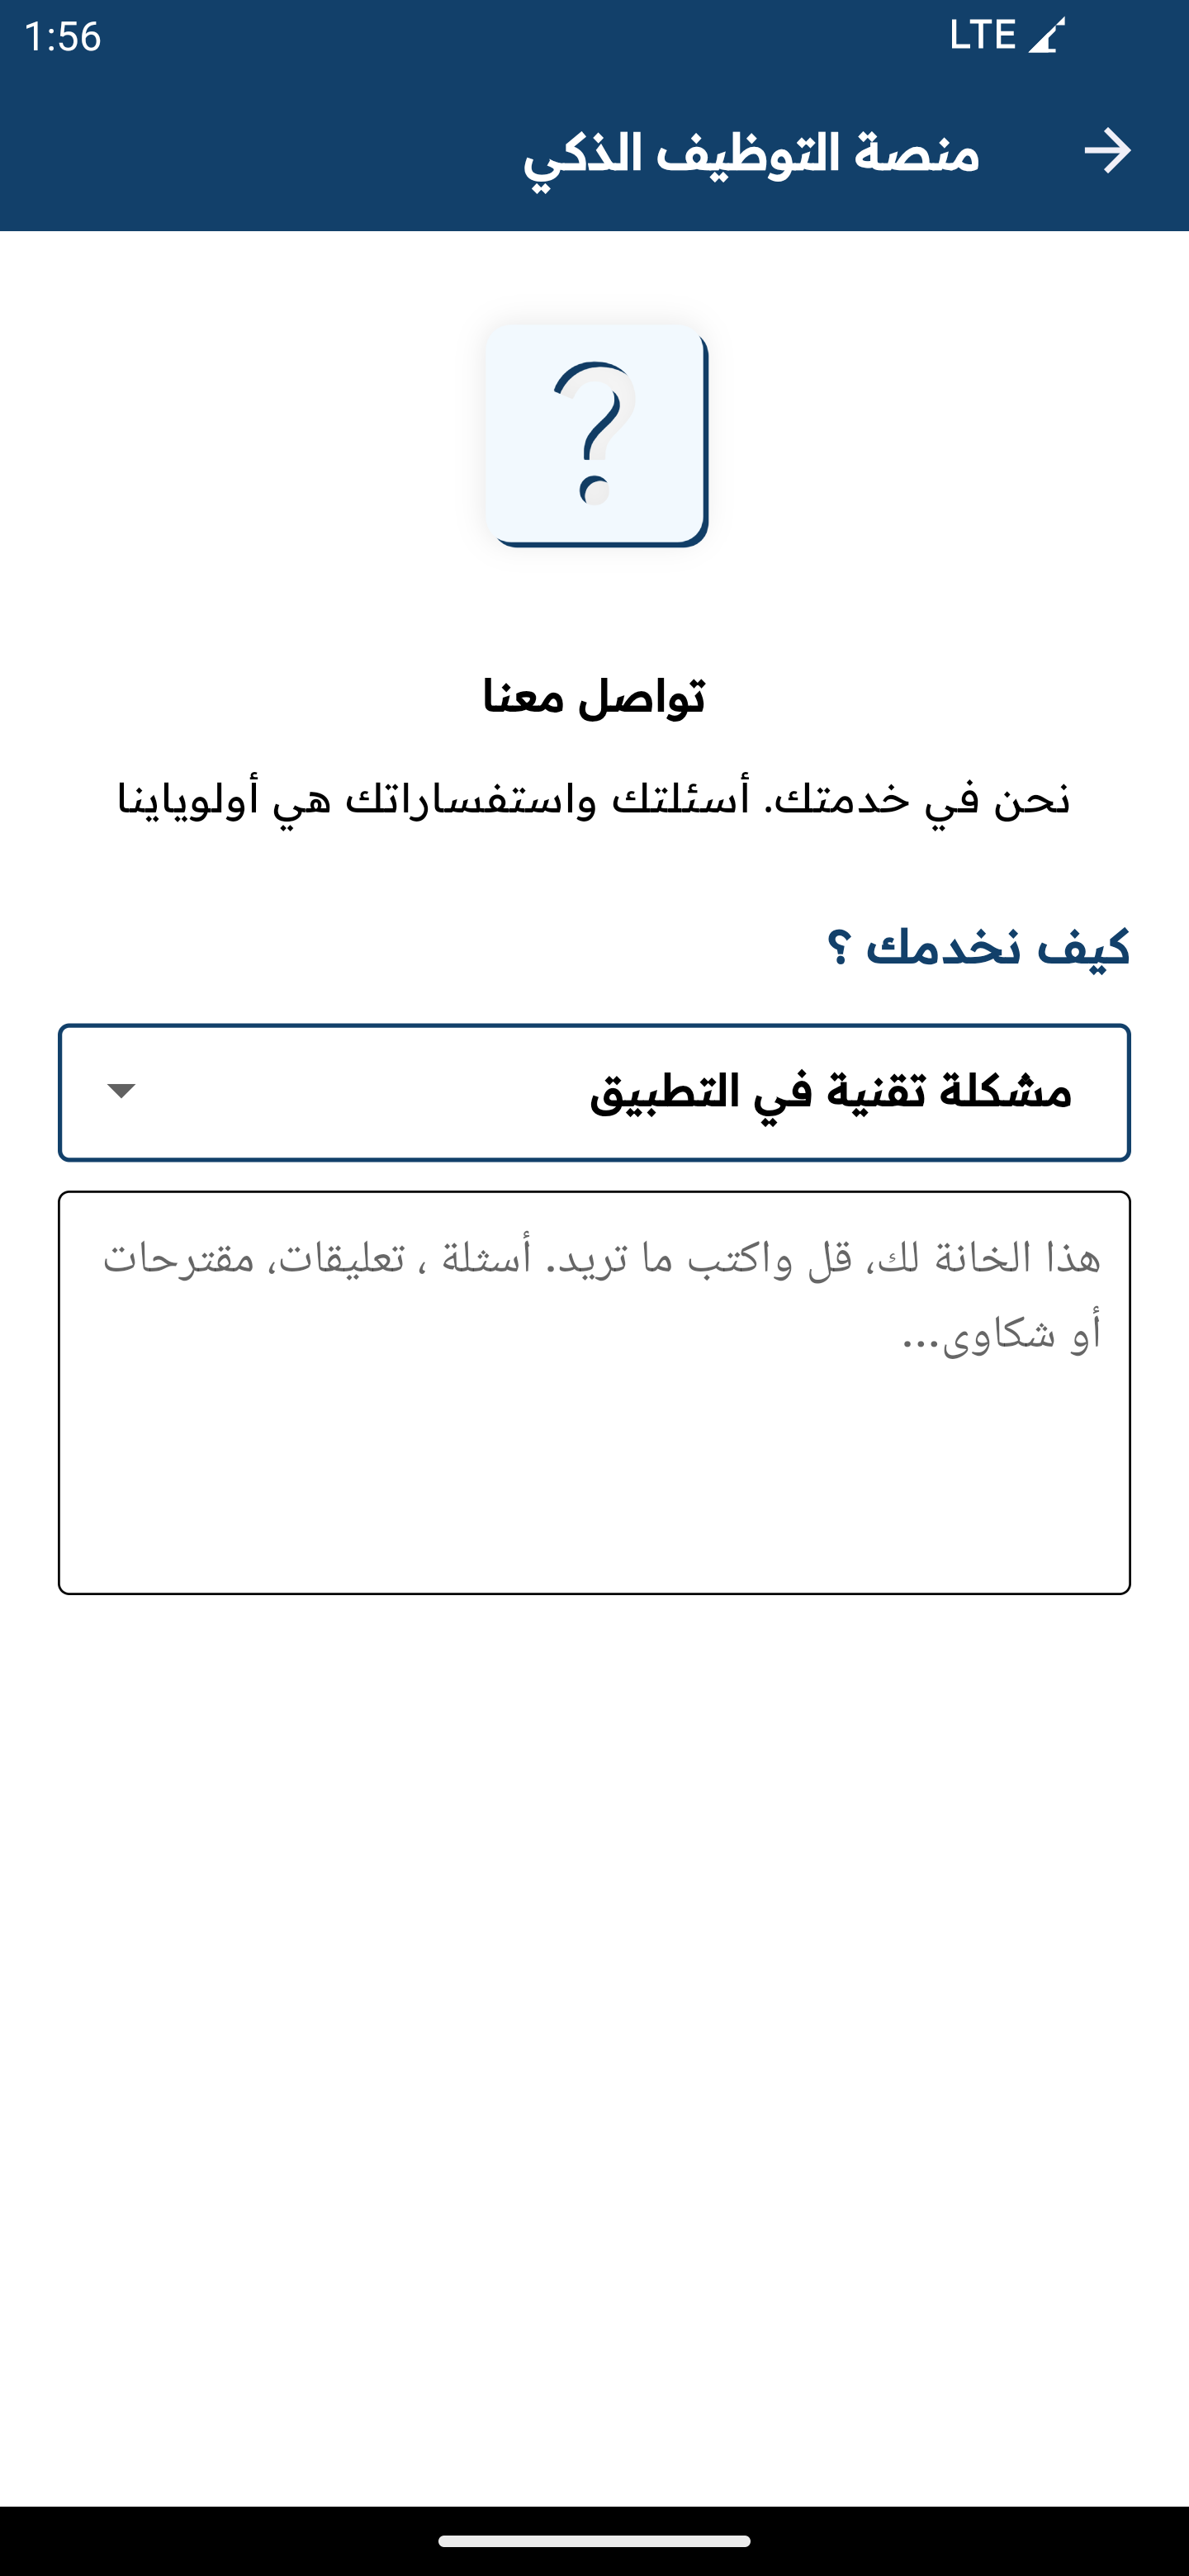 1:56
LTE
منصة التوظيف الذكي
?
تواصل معنا
نحن في خدمتك. أسئلتك واستفساراتك هي أولوياينا
كيف نخدمك ؟
مشكلة تقنية في التطبيق
هذا الخانة لك، قل واكتب ما تريد. أسئلة ، تعليقات، مقترحات
أو شكاوى...